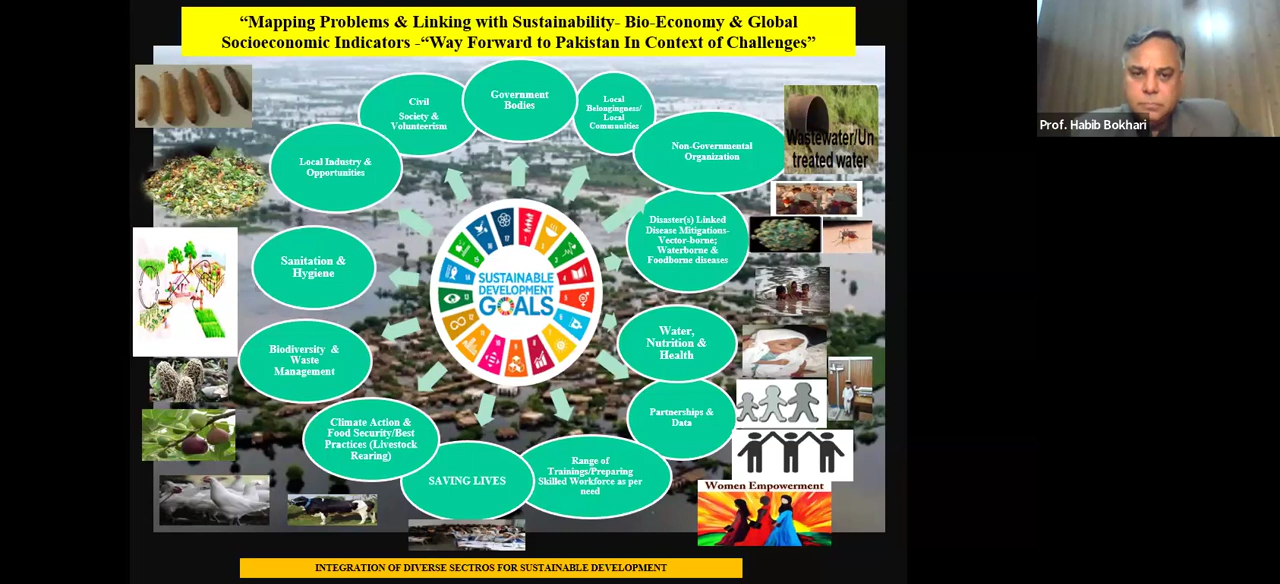 “Mapping Problems & Linking with Sustainability- Bio-Economy & Global
Socioeconomic Indicators -“Way Forward to Pakistan In Context of Challenges”
Prof. Habib Bokhari
Government
Bodies
Civil
Society &
Volunteerism
Local
Belongingness/
Local
Communities
Non-Governmental
Organization
Wastewater/Un
treated water
Local Industry &
Opportunities
Disaster(s) Linked
Disease Mitigations-
Vector-borne;
Waterborne &
Foodborne diseases
Sanitation &
Hygiene
SUSTAINABLE
DEVELOPMENT
GOALS
Water,
Nutrition &
Health
Biodiversity &
Waste
Management
Partnerships &
Data
Climate Action &
Food Security/Best
Practices (Livestock
Rearing)
SAVING LIVES
Range of
Trainings/Preparing
Skilled Workforce as per
need
Women Empowerment
INTEGRATION OF DIVERSE SECTROS FOR SUSTAINABLE DEVELOPMENT